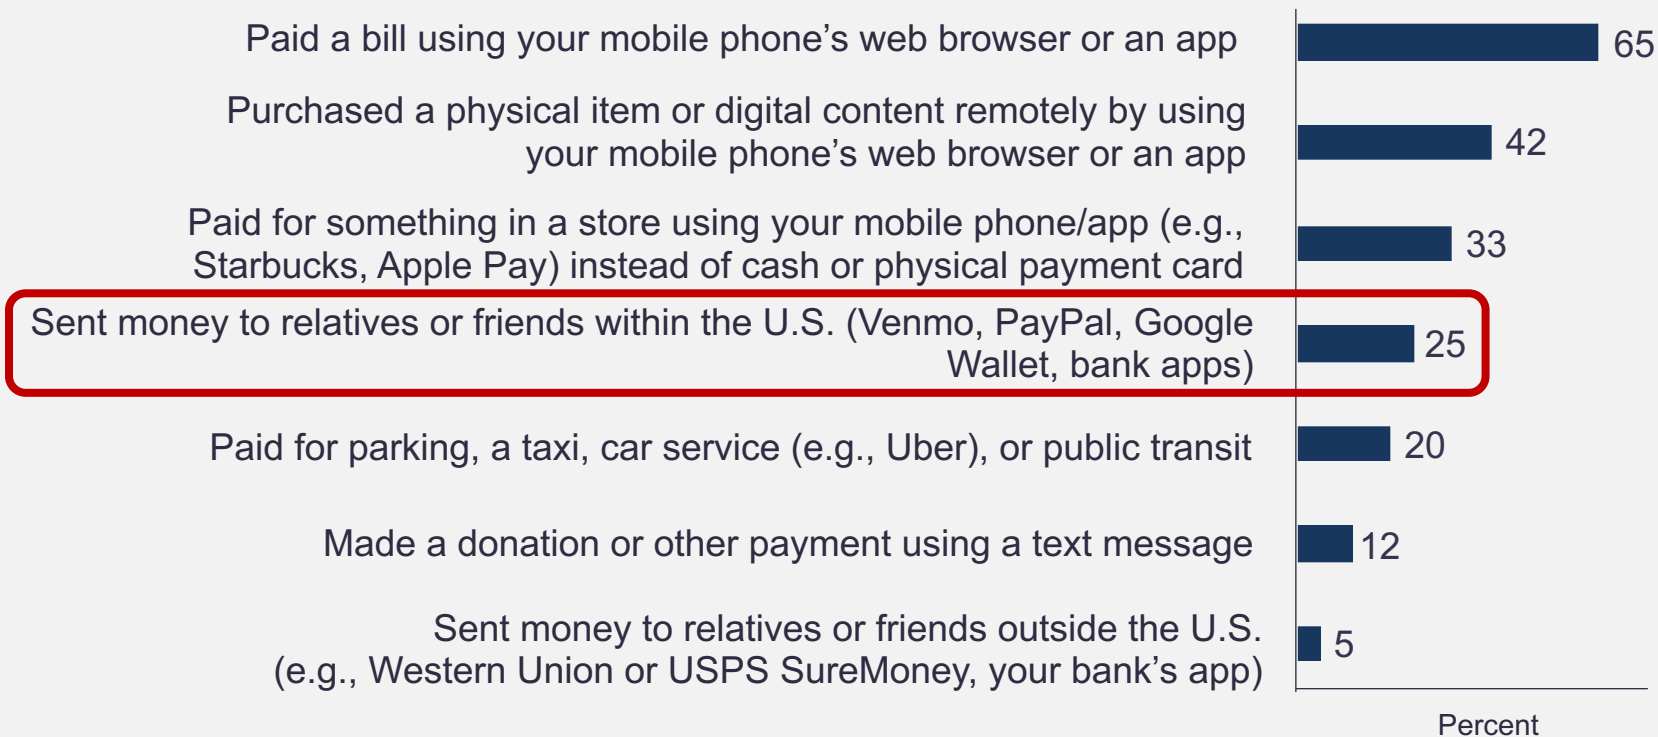 Paid a bill using your mobile phone’s web browser or an app
65
Purchased a physical item or digital content remotely by using
your mobile phone’s web browser or an app
42
Paid for something in a store using your mobile phone/app (e.g.,
Starbucks, Apple Pay) instead of cash or physical payment card
33
Sent money to relatives or friends within the U.S. (Venmo, PayPal, Google
Wallet, bank apps)
25
Paid for parking, a taxi, car service (e.g., Uber), or public transit
20
Made a donation or other payment using a text message
12
Sent money to relatives or friends outside the U.S.
(e.g., Western Union or USPS SureMoney, your bank’s app)
5
Percent